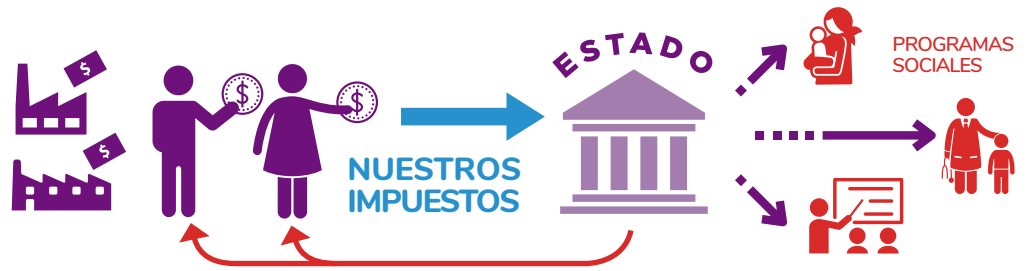 $
$
$
$
ESTADO
PROGRAMAS
SOCIALES
NUESTROS
IMPUESTOS